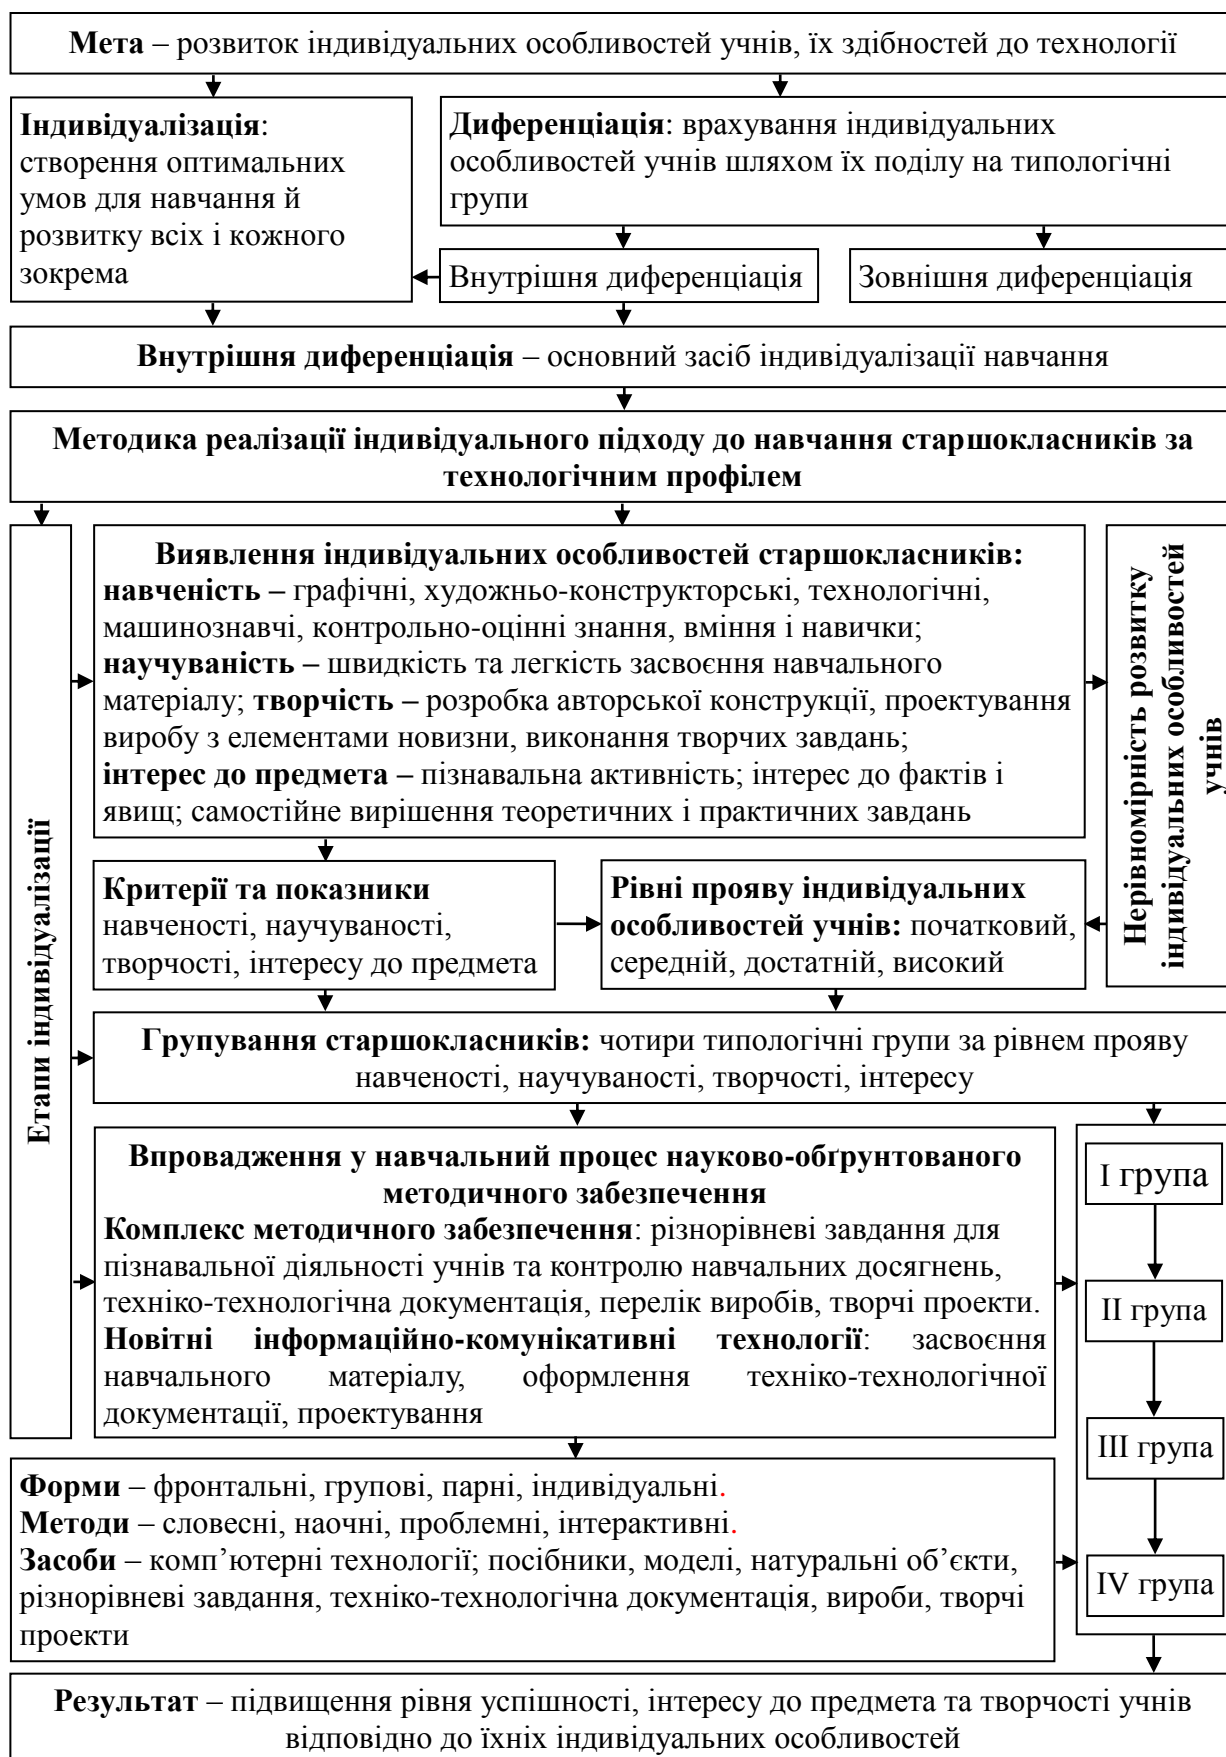 Мета – розвиток індивідуальних особливостей учнів, їх здібностей до технології
Індивідуалізація:
створення оптимальних
умов для навчання й
розвитку всіх і кожного
зокрема
Диференціація: врахування індивідуальних
особливостей учнів шляхом їх поділу на типологічні
групи
Внутрішня диференціація
Зовнішня диференціація
Внутрішня диференціація – основний засіб індивідуалізації навчання
Методика реалізації індивідуального підходу до навчання старшокласників за
технологічним профілем
Етапи індивідуалізації
Виявлення індивідуальних особливостей старшокласників:
навченість – графічні, художньо-конструкторські, технологічні,
машинознавчі, контрольно-оцінні знання, вміння і навички;
научуваність – швидкість та легкість засвоєння навчального
матеріалу; творчість – розробка авторської конструкції, проектування
виробу з елементами новизни, виконання творчих завдань;
інтерес до предмета – пізнавальна активність; інтерес до фактів і
явищ; самостійне вирішення теоретичних і практичних завдань
Нерівномірність розвитку
індивідуальних особливостей
учнів
Критерії та показники
навченості, научуваності,
творчості, інтересу до предмета
Рівні прояву індивідуальних
особливостей учнів: початковий,
середній, достатній, високий
Групування старшокласників: чотири типологічні групи за рівнем прояву
навченості, научуваності, творчості, інтересу
Впровадження у навчальний процес науково-обґрунтованого
методичного забезпечення
Комплекс методичного забезпечення: різнорівневі завдання для
пізнавальної діяльності учнів та контролю навчальних досягнень,
техніко-технологічна документація, перелік виробів, творчі проекти.
Новітні інформаційно-комунікативні технології: засвоєння
навчального матеріалу, оформлення техніко-технологічної
документації, проектування
І група
ІІ група
ІІІ група
IV група
Форми – фронтальні, групові, парні, індивідуальні.
Методи – словесні, наочні, проблемні, інтерактивні.
Засоби – комп’ютерні технології; посібники, моделі, натуральні об’єкти,
різнорівневі завдання, техніко-технологічна документація, вироби, творчі
проекти
Результат – підвищення рівня успішності, інтересу до предмета та творчості учнів
відповідно до їхніх індивідуальних особливостей